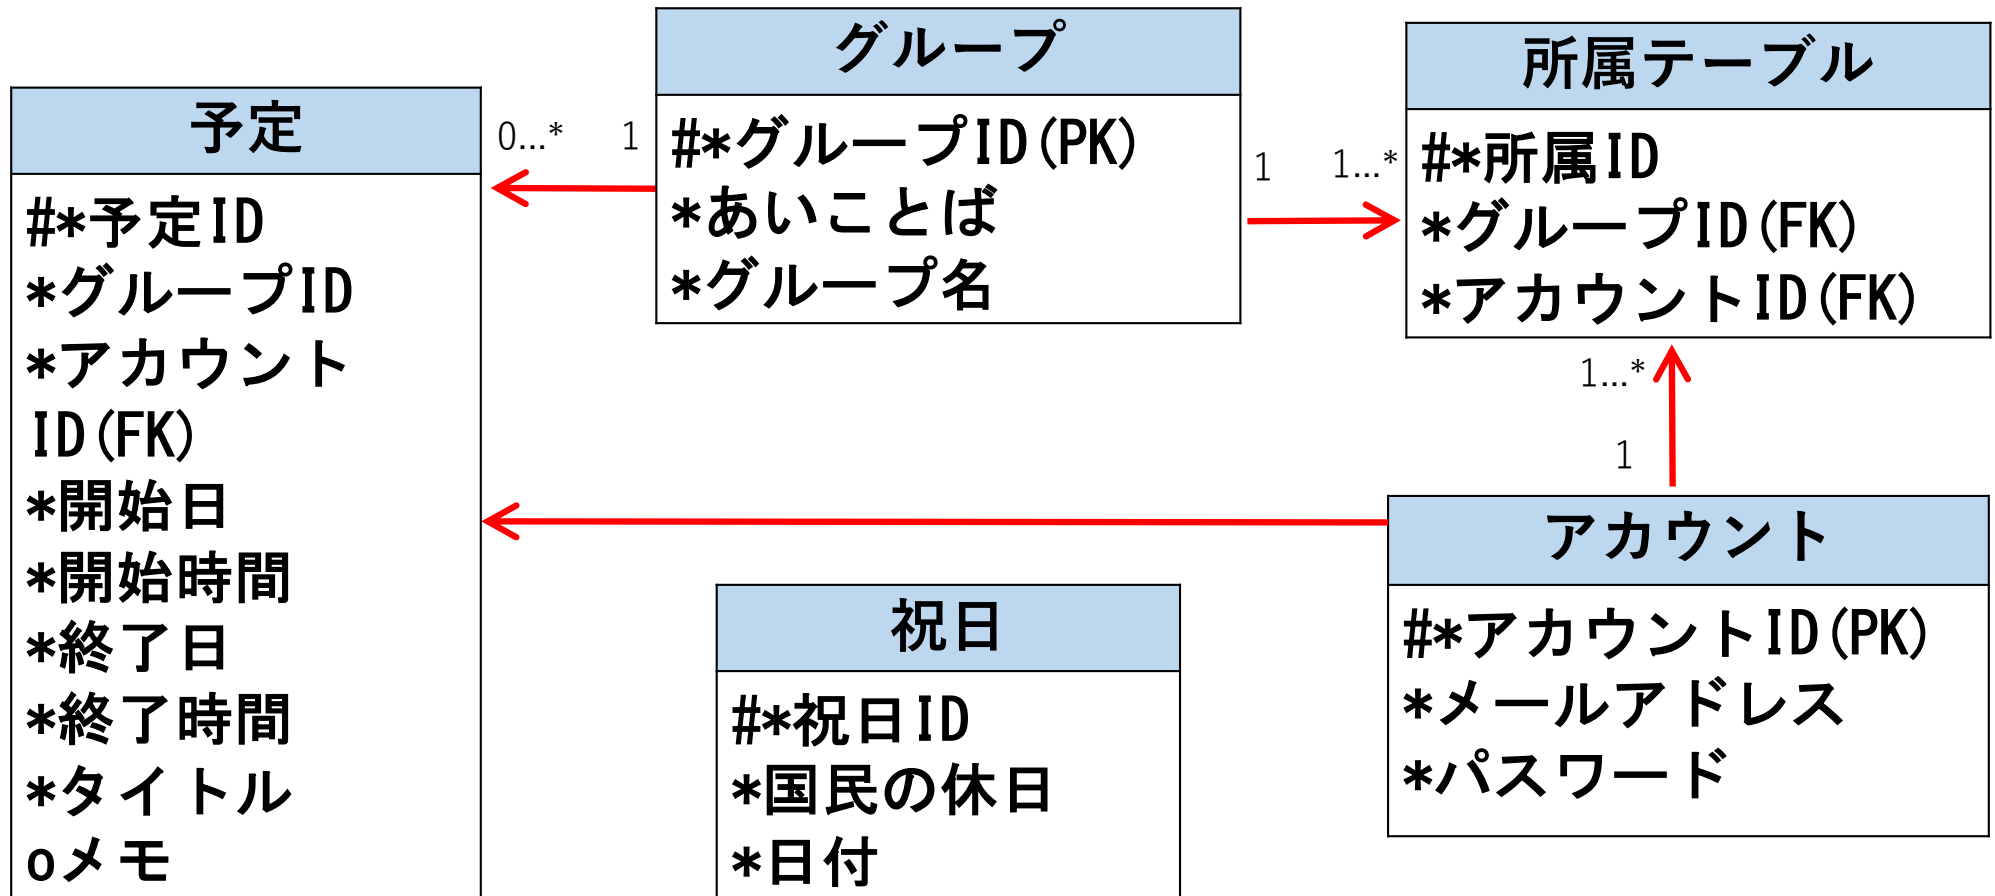 予定
#*予定ID
*グループID
*アカウント
ID(FK)
*開始日
*開始時間
*終了日
*終了時間
*タイトル
oメモ
0…*
1
グループ
#*グループID(PK)
*あいことば
*グループ名
1
1…*
所属テーブル
#*所属ID
*グループID(FK)
*アカウントID(FK)
1…*
1
アカウント
#*アカウントID(PK)
*メールアドレス
*パスワード
祝日
#*祝日ID
*国民の休日
*日付